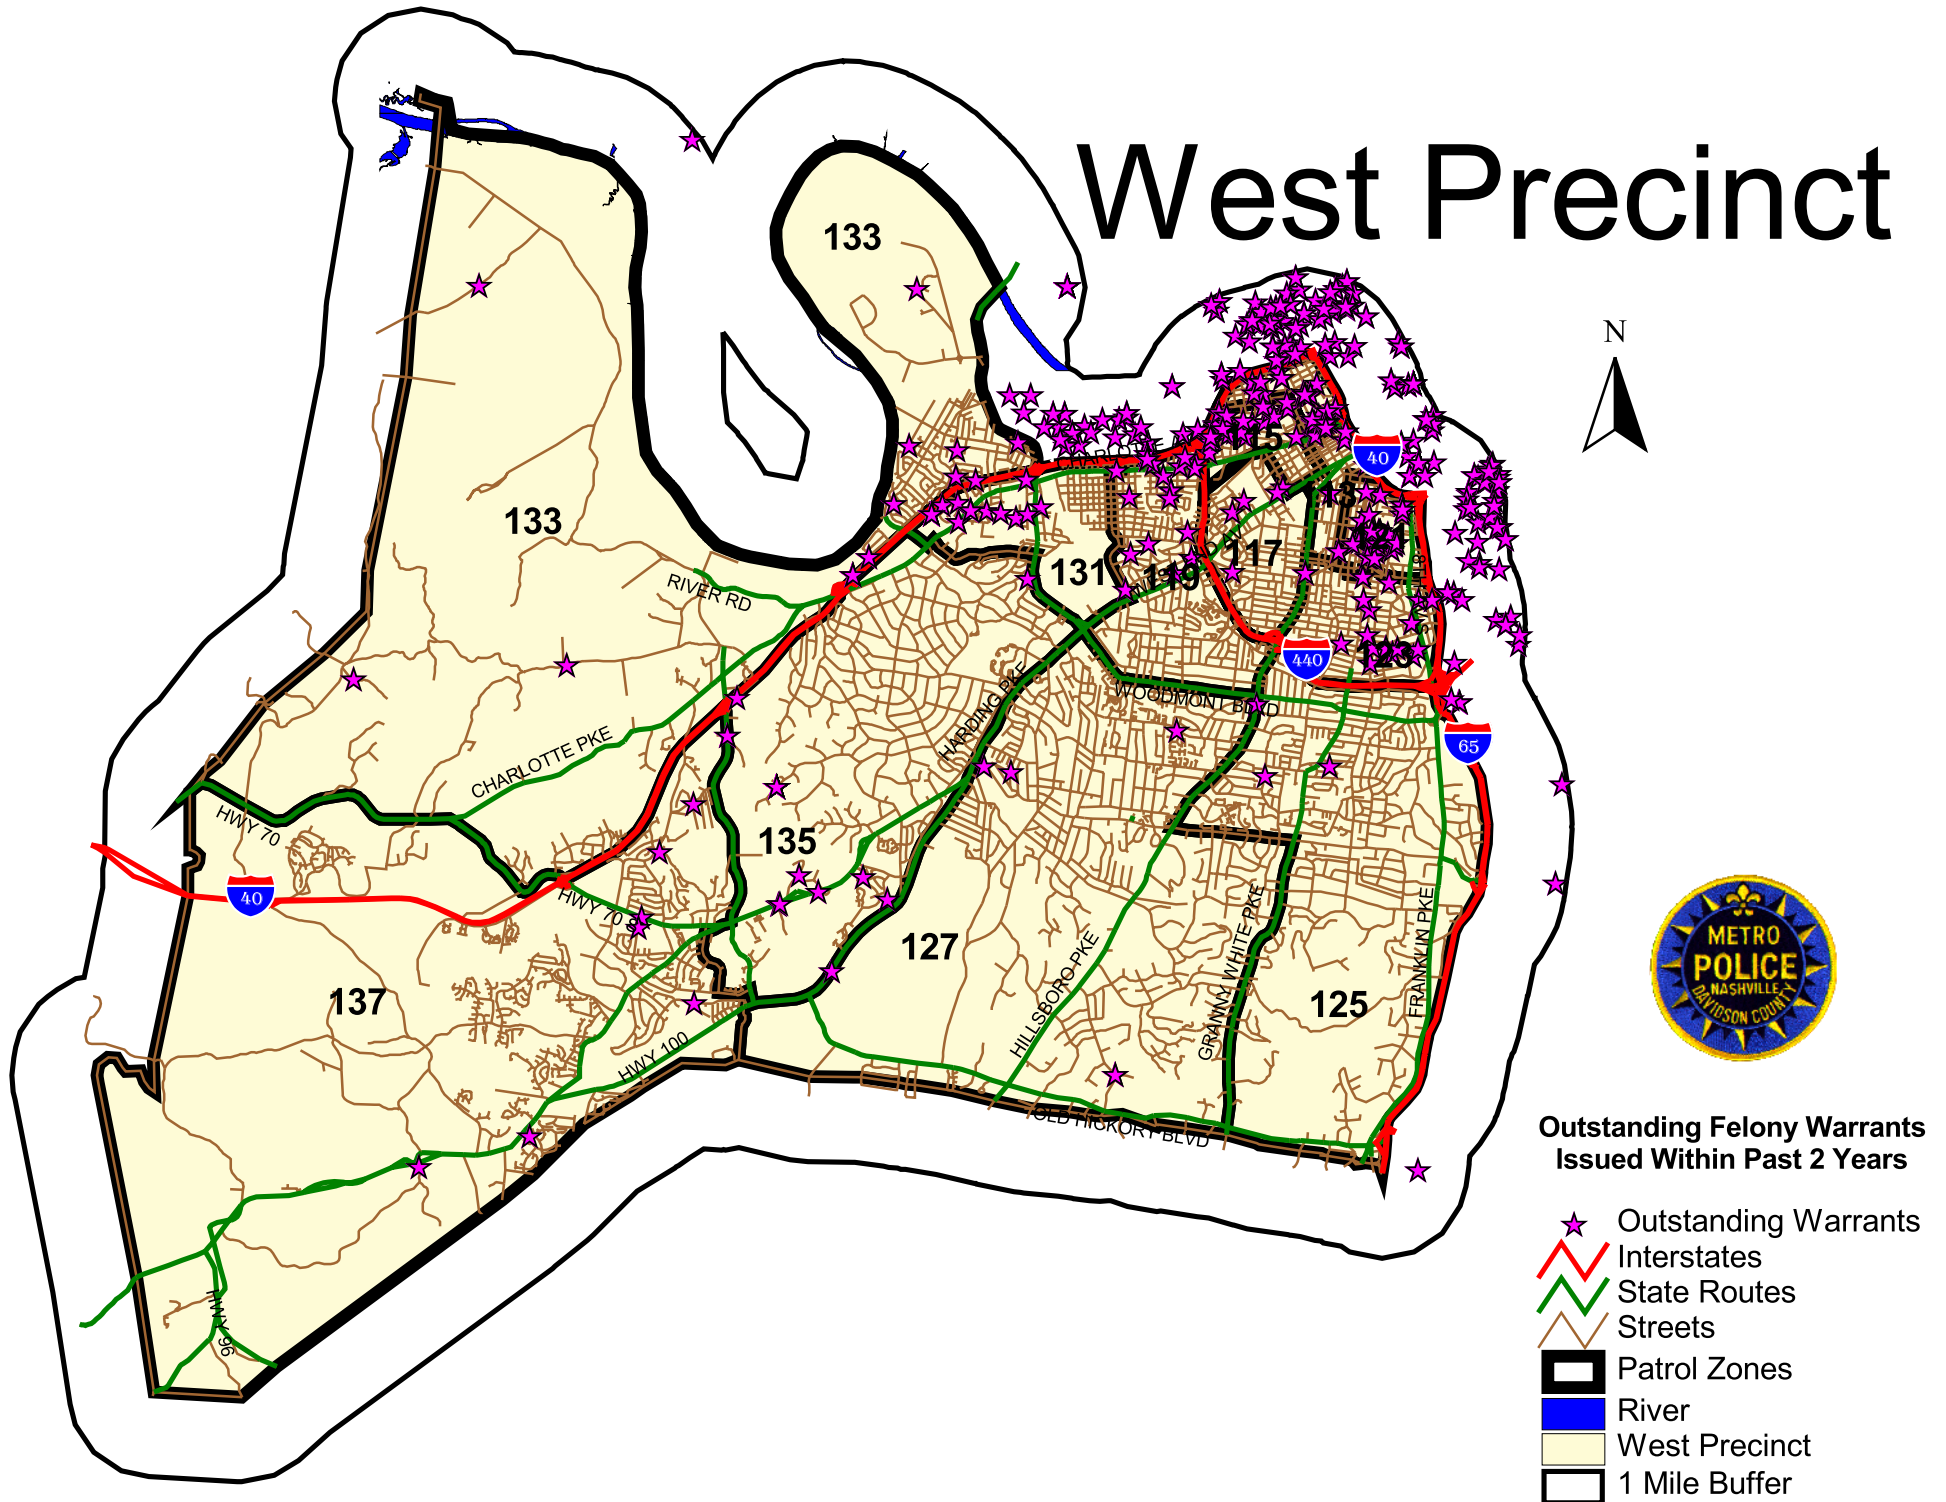 West Precinct
133
N
115
40
133
113
121
131
119
117
RIVER RD
123
440
HARDING PKE
WOODMONT BLVD
65
CHARLOTTE PKE
HWY 70
135
40
HWY 70 S
127
METRO
POLICE
NASHVILLE
DAVIDSON COUNTY
137
HILLSBORO PKE
GRANNY WHITE PKE
FRANKLIN PKE
125
HWY 100
OLD HICKORY BLVD
HWY 96
Outstanding Felony Warrants
Issued Within Past 2 Years
Outstanding Warrants
Interstates
State Routes
Streets
Patrol Zones
River
West Precinct
1 Mile Buffer